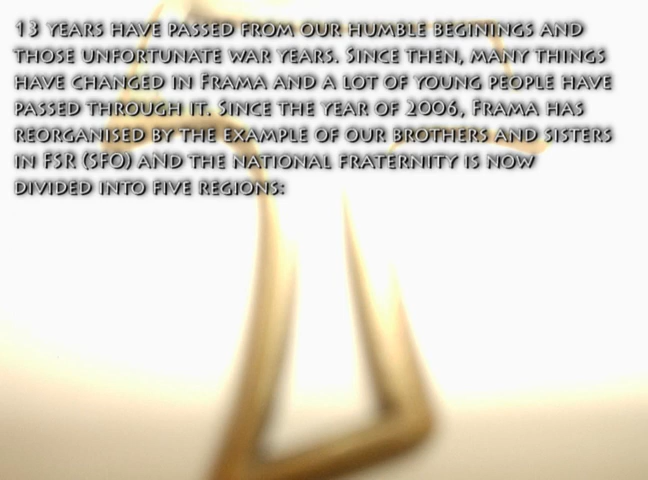 13 YEARS HAVE PASSED FROM OUR HUMBLE BEGININGS AND
THOSE UNFORTUNATE WAR YEARS. SINCE THEN, MANY THINGS
HAVE CHANGED IN FRAMA AND A LOT OF YOUNG PEOPLE HAVE
PASSED THROUGH IT. SINCE THE YEAR OF 2006, FRAMA HAS
REORGANISED BY THE EXAMPLE OF OUR BROTHERS AND SISTERS
IN FSR (SFO) AND THE NATIONAL FRATERNITY IS NOW
DIVIDED INTO FIVE REGIONS: